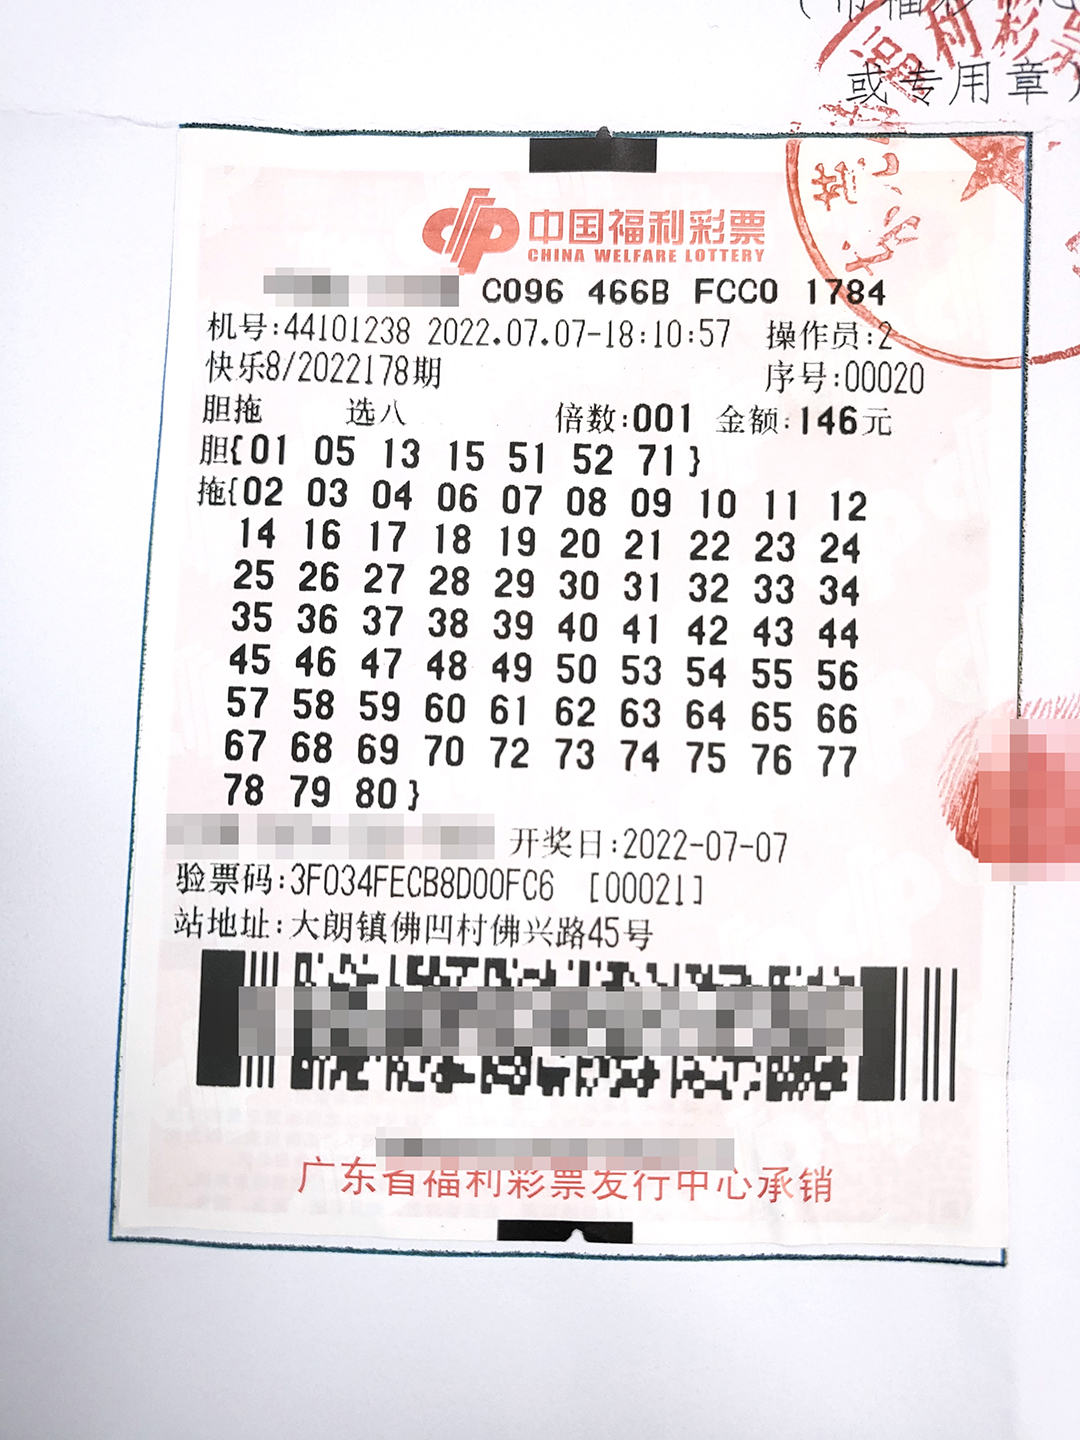 或专用章）
中国福利彩票
CHINA WELFARE LOTTERY
C096 466B FCC0 1784
机号:44101238 2022.07.07-18:10:57 操作员:2
快乐8/2022178期 序号:00020
胆拖 选八 倍数:001 金额:146元
胆{01 05 13 15 51 52 71}
拖{02 03 04 06 07 08 09 10 11 12
14 16 17 18 19 20 21 22 23 24
25 26 27 28 29 30 31 32 33 34
35 36 37 38 39 40 41 42 43 44
45 46 47 48 49 50 53 54 55 56
57 58 59 60 61 62 63 64 65 66
67 68 69 70 72 73 74 75 76 77
78 79 80}
开奖日:2022-07-07
验票码:3F034FECB8D00FC6 [00021]
站地址:大朗镇佛凹村佛兴路45号
广东省福利彩票发行中心承销